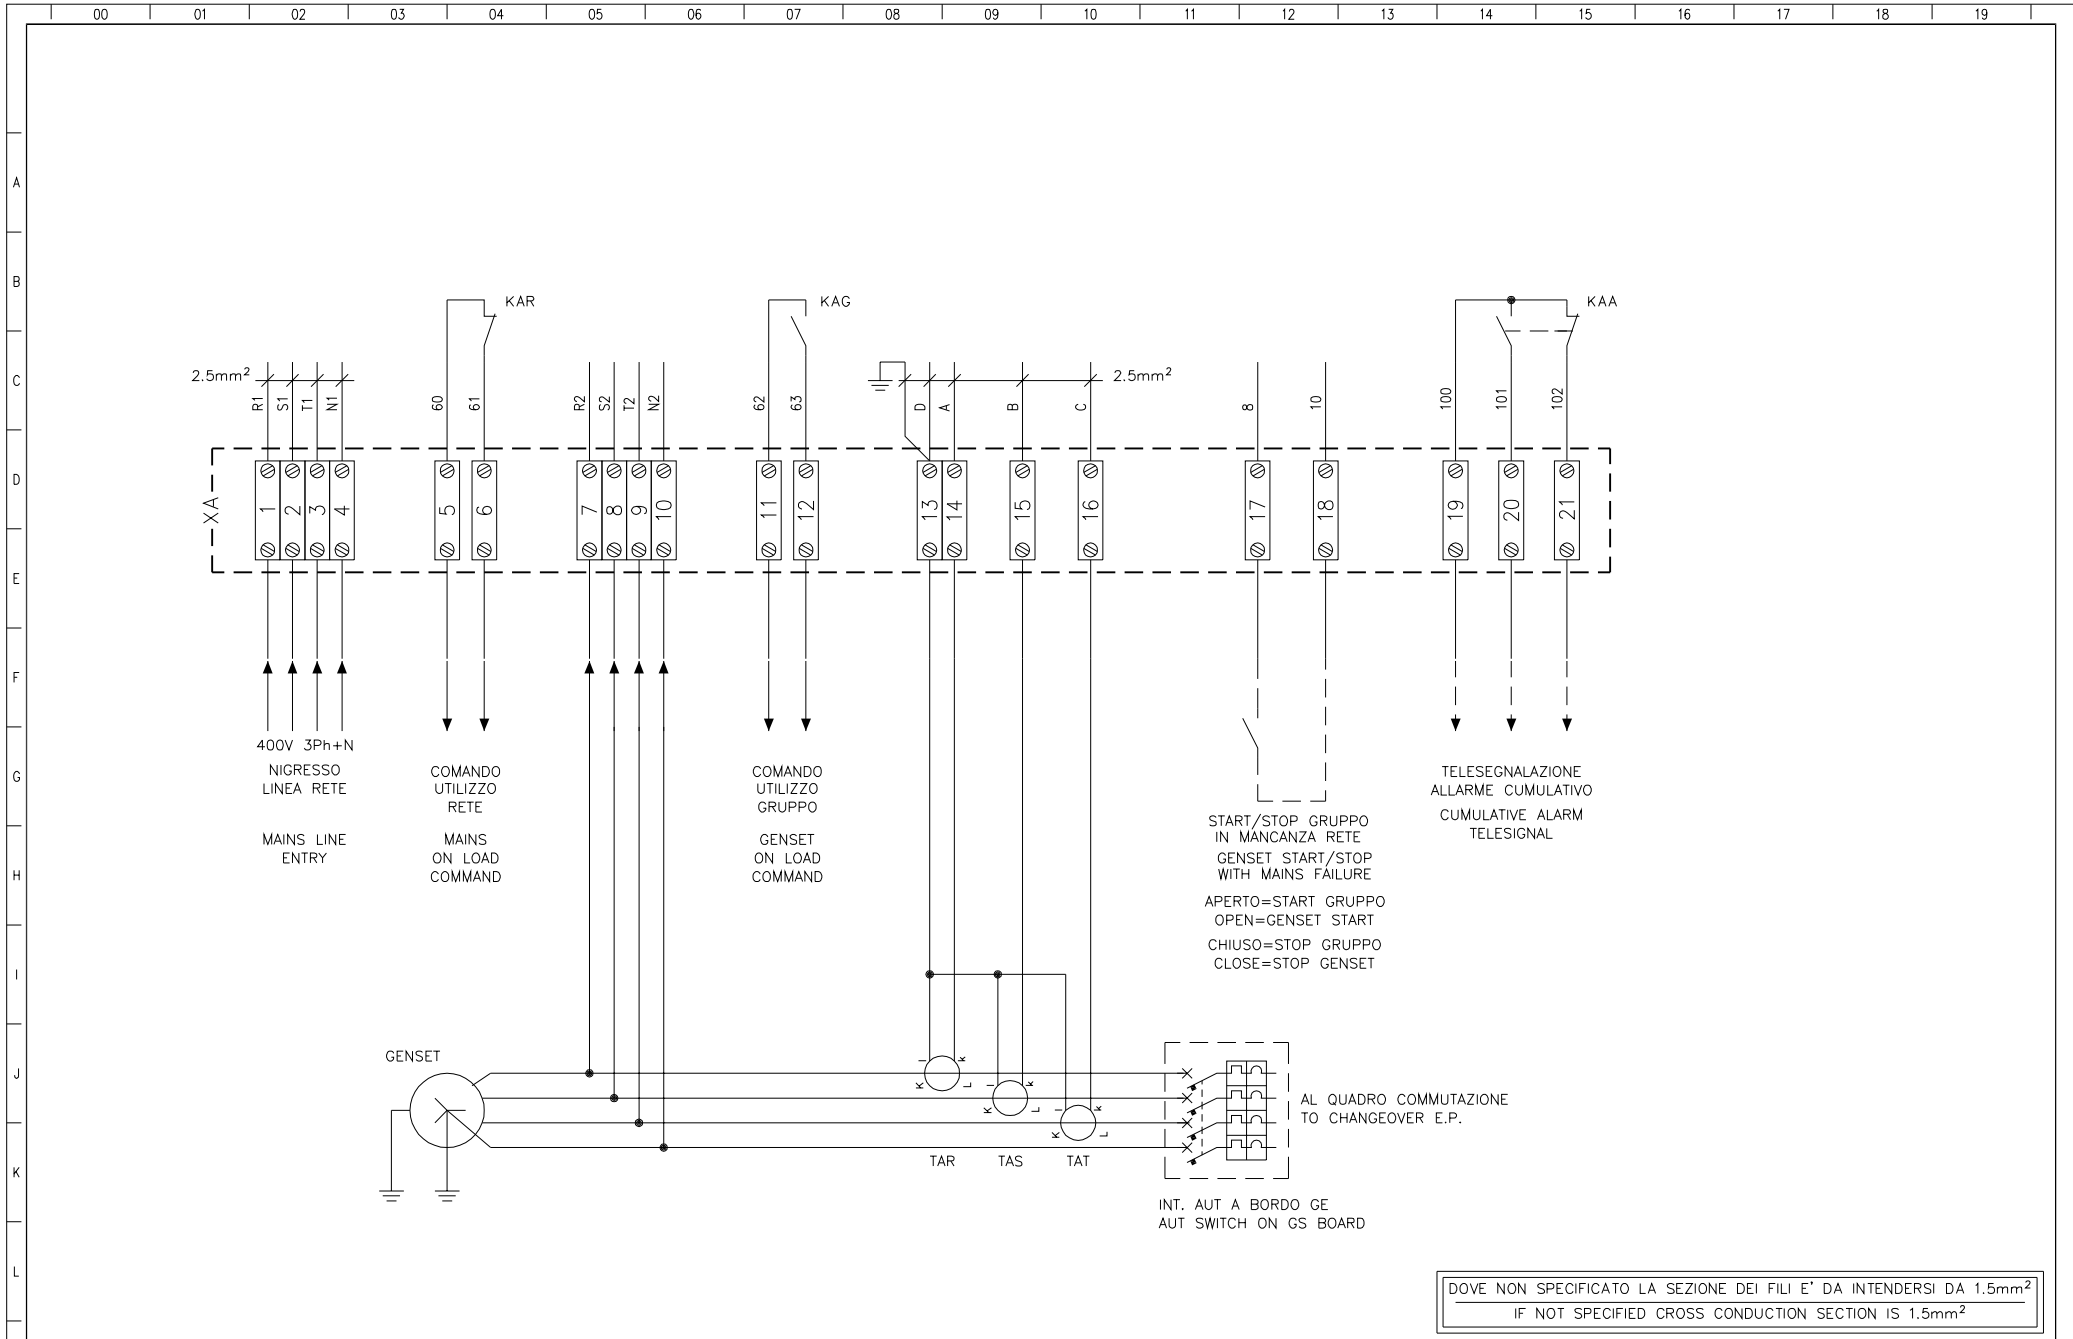 00 01 02 03 04 05 06 07 08 09 10 11 12 13 14 15 16 17 18 19
A
B
C
D
E
F
G
H
I
J
K
L
KAR
KAG
KAA
2.5mm²
2.5mm²
R1 S1 T1 N1
60 61
R2 S2 T2 N2
62 63
D A B C
8 10
100 101 102
XA
1 2 3 4 5 6 7 8 9 10 11 12 13 14 15 16 17 18 19 20 21
400V 3Ph+N
NIGRESSO
LINEA RETE
MAINS LINE
ENTRY
COMANDO
UTILIZZO
RETE
MAINS
ON LOAD
COMMAND
COMANDO
UTILIZZO
GRUPPO
GENSET
ON LOAD
COMMAND
START/STOP GRUPPO
IN MANCANZA RETE
GENSET START/STOP
WITH MAINS FAILURE
APERTO=START GRUPPO
OPEN=GENSET START
CHIUSO=STOP GRUPPO
CLOSE=STOP GENSET
TELESEGNALAZIONE
ALLARME CUMULATIVO
CUMULATIVE ALARM
TELESIGNAL
GENSET
l k
K L
l k
K L
l k
K L
TAR TAS TAT
AL QUADRO COMMUTAZIONE
TO CHANGEOVER E.P.
INT. AUT A BORDO GE
AUT SWITCH ON GS BOARD
DOVE NON SPECIFICATO LA SEZIONE DEI FILI E' DA INTENDERSI DA 1.5mm²
IF NOT SPECIFIED CROSS CONDUCTION SECTION IS 1.5mm²